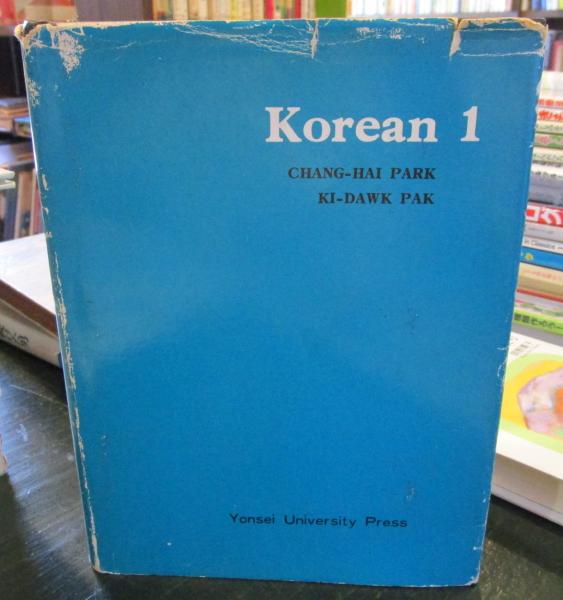 Korean 1
CHANG-HAI PARK
KI-DAWK PAK
Yonsei University Press